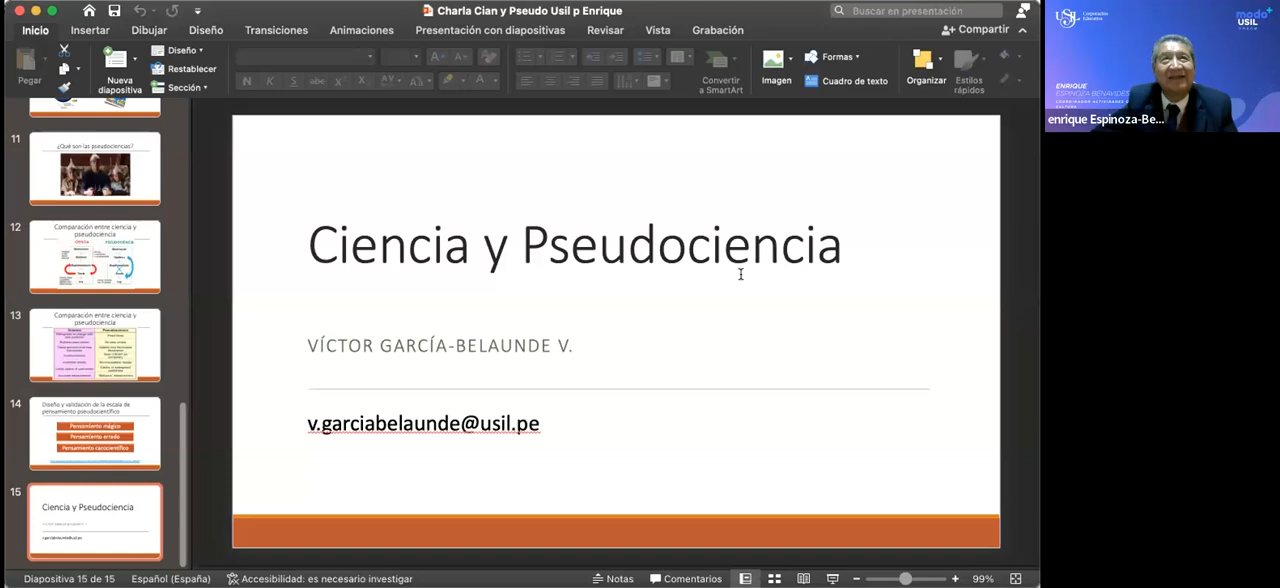 Charla Cian y Pseudo Usil p Enrique
Buscar en presentación
Inicio Insertar Dibujar Diseño Transiciones Animaciones Presentación con diapositivas Revisar Vista Grabación Compartir
Pegar
Nueva diapositiva
Diseño
Restablecer
Sección
N K S abc
Convertir a SmartArt
Imagen
Formas
Cuadro de texto
Organizar
Estilos rápidos
11
¿Qué son las pseudociencias?
12
Comparación entre ciencia y
pseudociencia
13
Comparación entre ciencia y
pseudociencia
14
Diseño y validación de la escala de
pensamiento pseudocientífico
Pensamiento mágico
Pensamiento errado
Pensamiento cacocientífico
15
Ciencia y Pseudociencia
Ciencia y Pseudociencia
VÍCTOR GARCÍA-BELAUNDE V.
v.garciabelaunde@usil.pe
Diapositiva 15 de 15 Español (España) Accesibilidad: es necesario investigar Notas Comentarios 99%
USIL Corporación
Educativa
modo
USIL
ENRIQUE
ESPINOZA BENAVIDES
enrique Espinoza-Be...